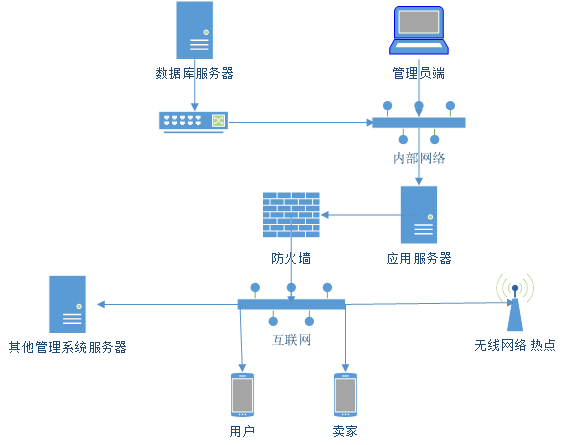 数据库服务器
管理员端
内部网络
防火墙
应用服务器
互联网
其他管理系统服务器
无线网络 热点
用户
卖家